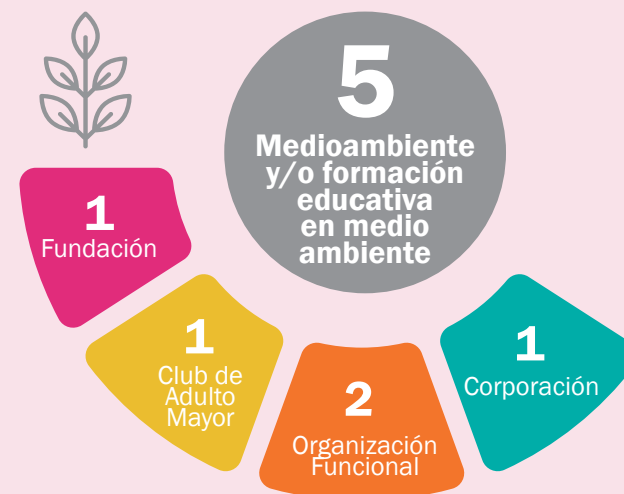 5
Medioambiente
y/o formación
educativa
en medio
ambiente
1
Fundación
1
Club de
Adulto
Mayor
2
Organización
Funcional
1
Corporación